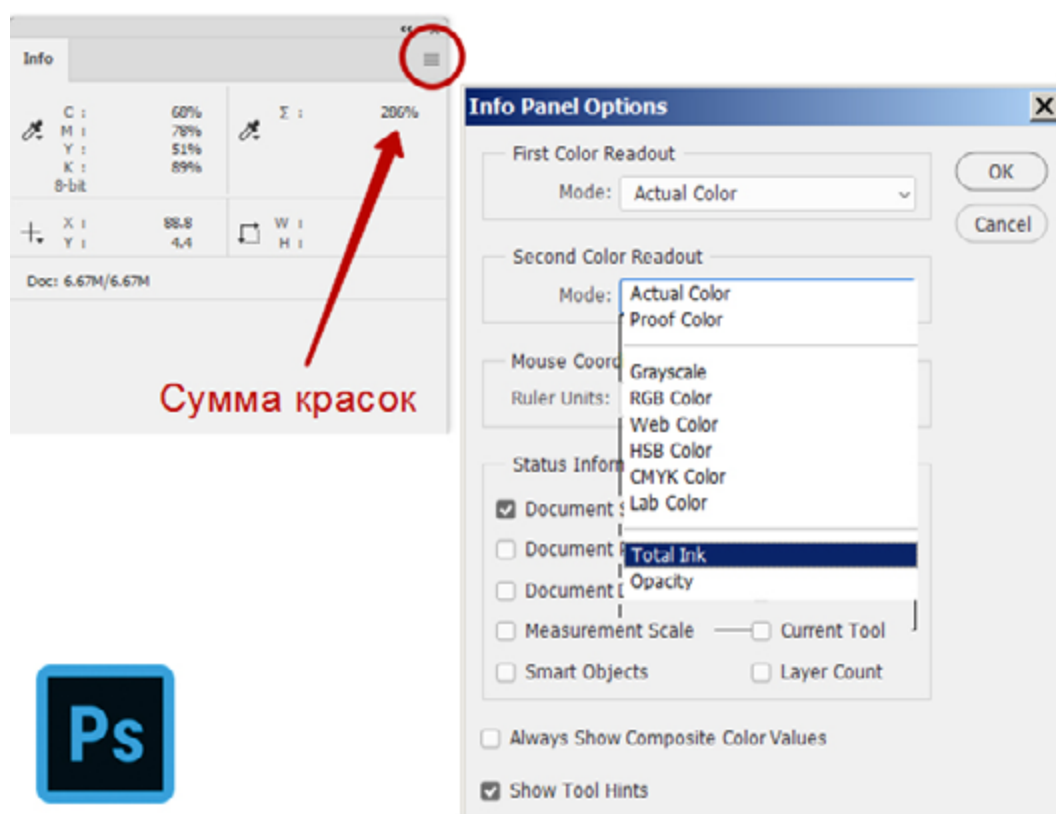 Info
C : 60%
M : 78%
Y : 51%
K : 89%
8-bit
Σ : 286%
X : 88.8
Y : 4.4
W :
H :
Doc: 6.67M/6.67M
Сумма красок
Ps
Info Panel Options
First Color Readout
Mode: Actual Color
OK
Cancel
Second Color Readout
Mode: Actual Color
Proof Color
Grayscale
RGB Color
Web Color
HSB Color
CMYK Color
Lab Color
Total Ink
Opacity
Mouse Coord
Ruler Units:
Status Inform
Document
Document
Document
Measurement Scale
Current Tool
Smart Objects
Layer Count
Always Show Composite Color Values
Show Tool Hints